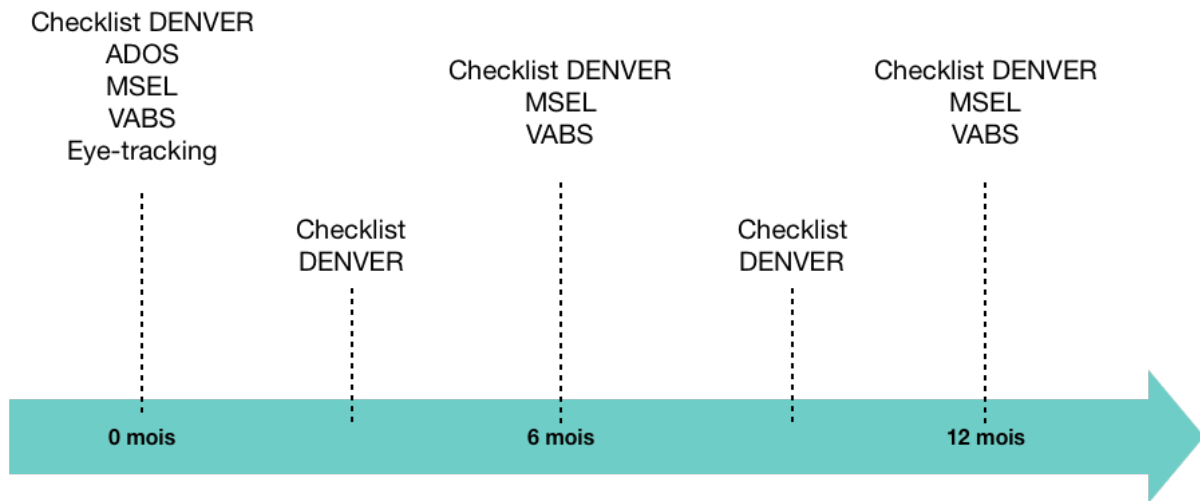 Checklist DENVER
ADOS
MSEL
VABS
Eye-tracking
Checklist
DENVER
Checklist DENVER
MSEL
VABS
Checklist
DENVER
Checklist DENVER
MSEL
VABS
0 mois
6 mois
12 mois